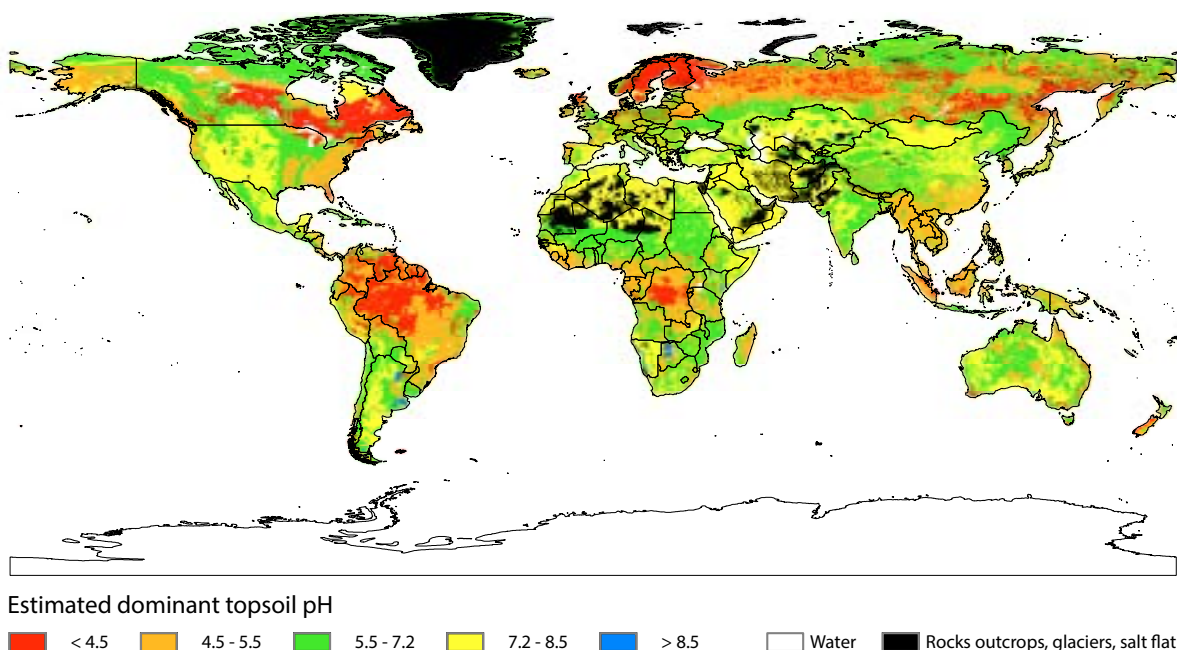 Estimated dominant topsoil pH
< 4.5 4.5 - 5.5 5.5 - 7.2 7.2 - 8.5 > 8.5 Water Rocks outcrops, glaciers, salt flat